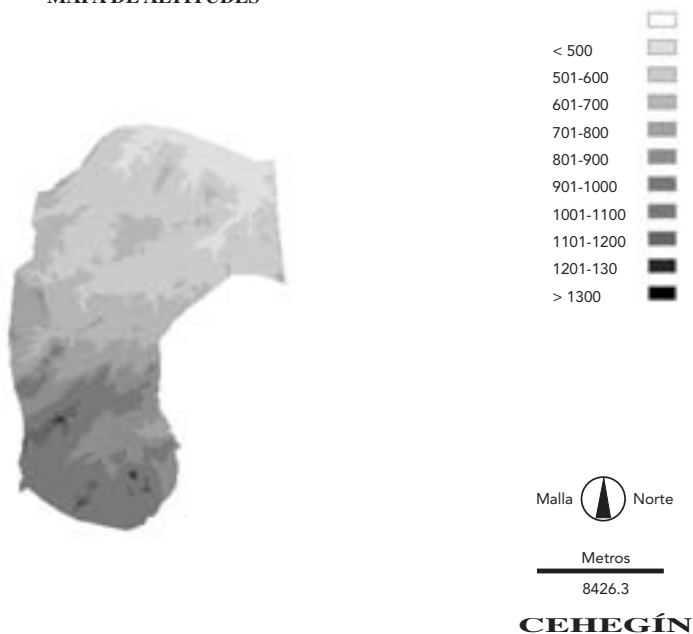 MAPA DE ALTITUDES
< 500
501-600
601-700
701-800
801-900
901-1000
1001-1100
1101-1200
1201-130
> 1300
Malla Norte
Metros
8426.3
CEHEGÍN